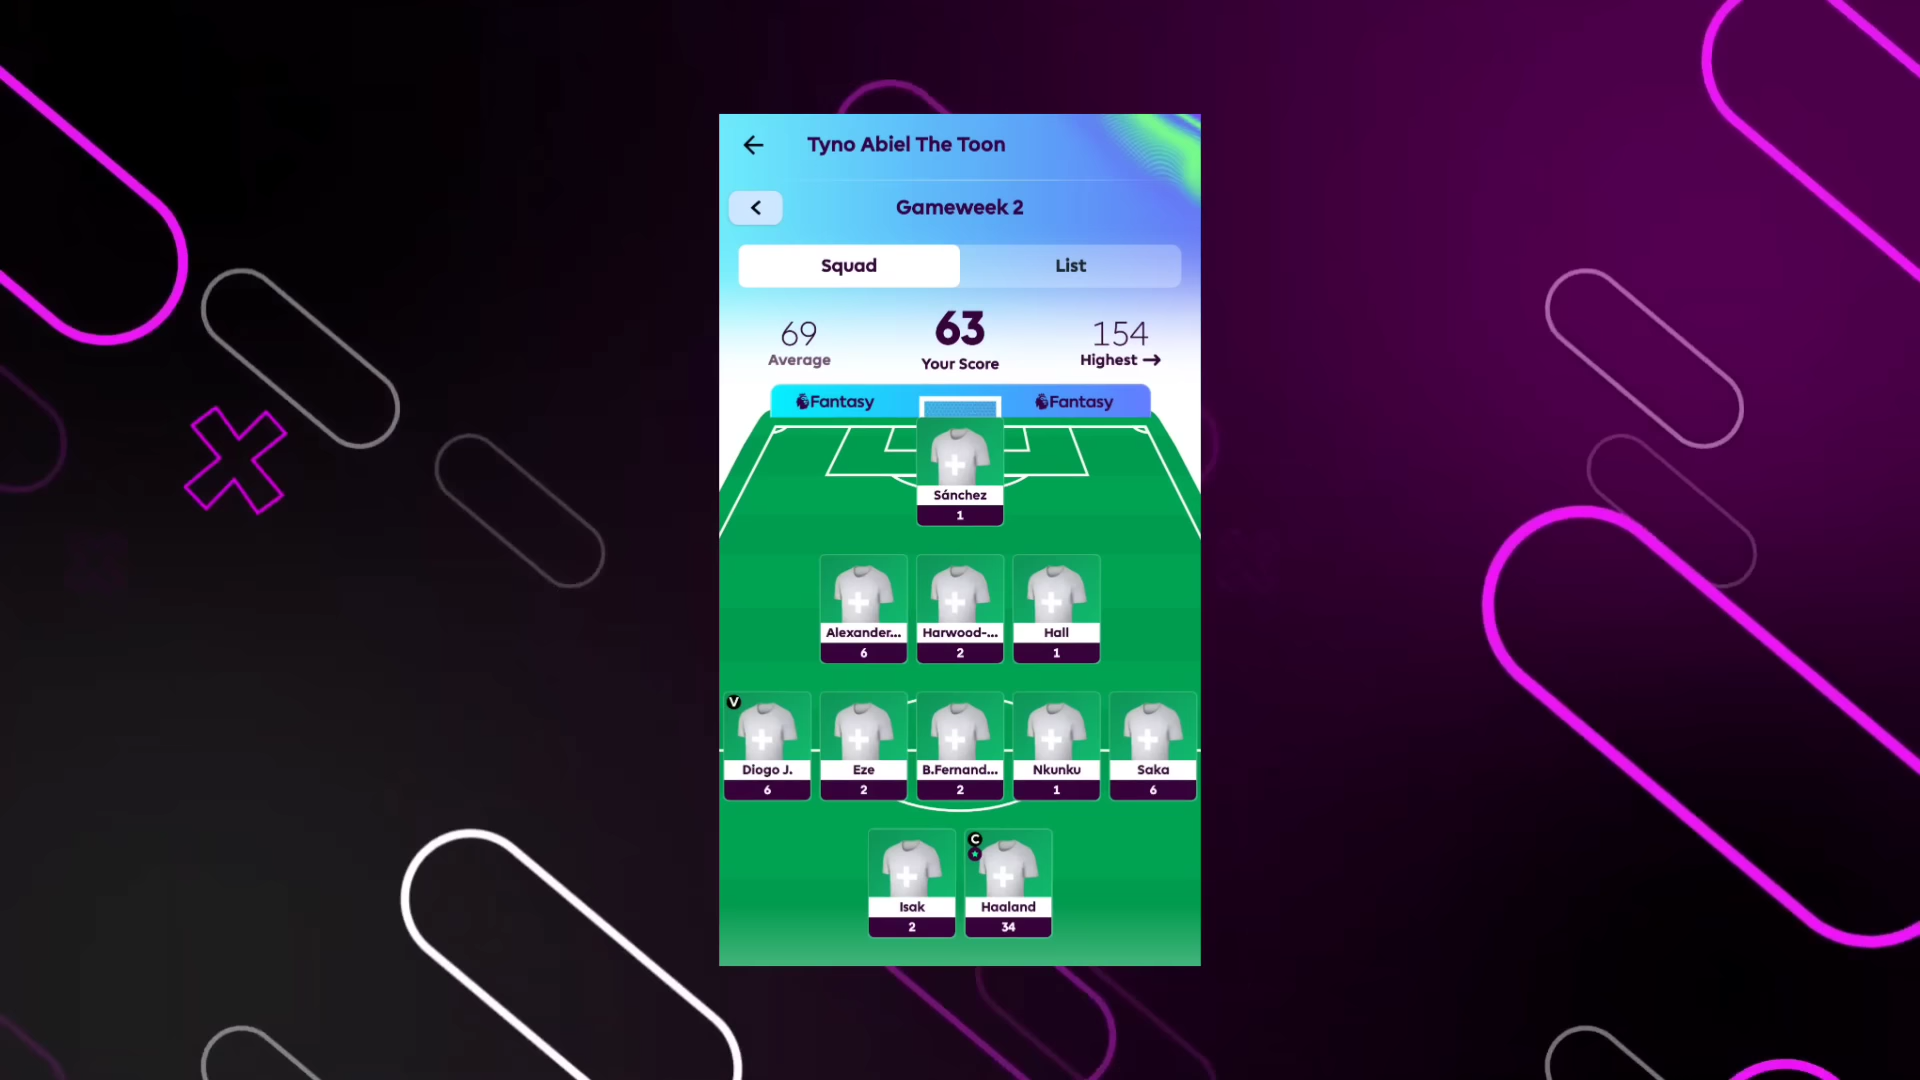 Tyno Abiel The Toon
Gameweek 2
Squad List
69 63 154
Average Your Score Highest
Fantasy Fantasy
Sánchez
1
Alexander... Harwood-... Hall
6 2 1
V
Diogo J. Eze B.Fernand... Nkunku Saka
6 2 2 1 6
C
Isak Haaland
2 34